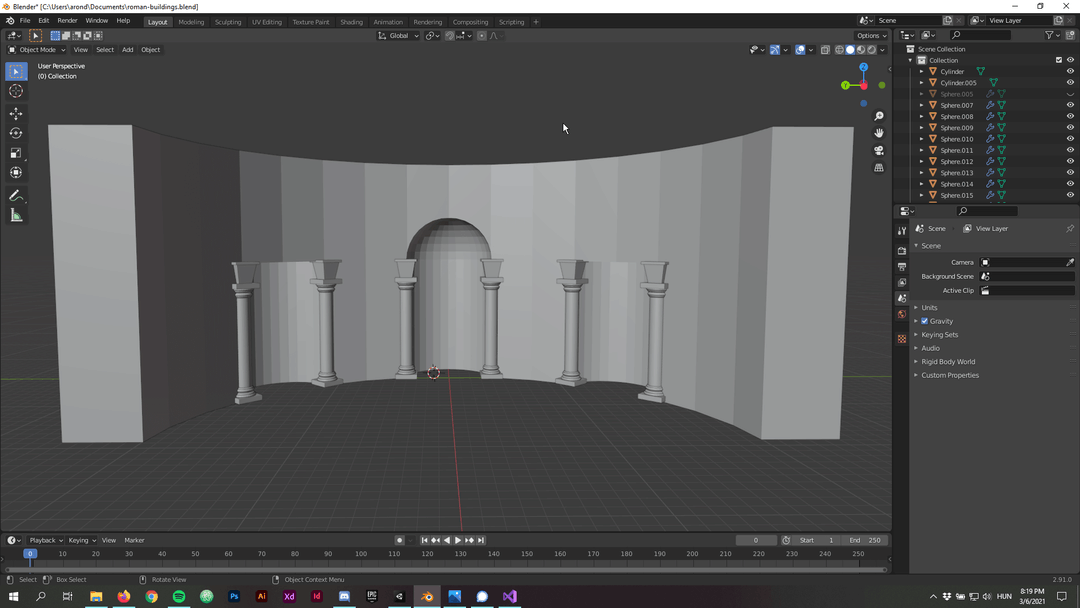 Blender* [C:\Users\arond\Documents\roman-buildings.blend]
File Edit Render Window Help Layout Modeling Sculpting UV Editing Texture Paint Shading Animation Rendering Compositing Scripting + Scene View Layer
Global Options
Object Mode View Select Add Object
User Perspective
(0) Collection
Z
Y
Scene Collection
Collection
Cylinder
Cylinder.005
Sphere.005
Sphere.007
Sphere.008
Sphere.009
Sphere.010
Sphere.011
Sphere.012
Sphere.013
Sphere.014
Sphere.015
Scene View Layer
Scene
Camera
Background Scene
Active Clip
Units
Gravity
Keying Sets
Audio
Rigid Body World
Custom Properties
Playback Keying View Marker 0 Start 1 End 250
0 10 20 30 40 50 60 70 80 90 100 110 120 130 140 150 160 170 180 190 200 210 220 230 240 250
Select Box Select Rotate View Object Context Menu 2.91.0
Ps Ai Xd Id EPIC HUN 8:19 PM
3/6/2021